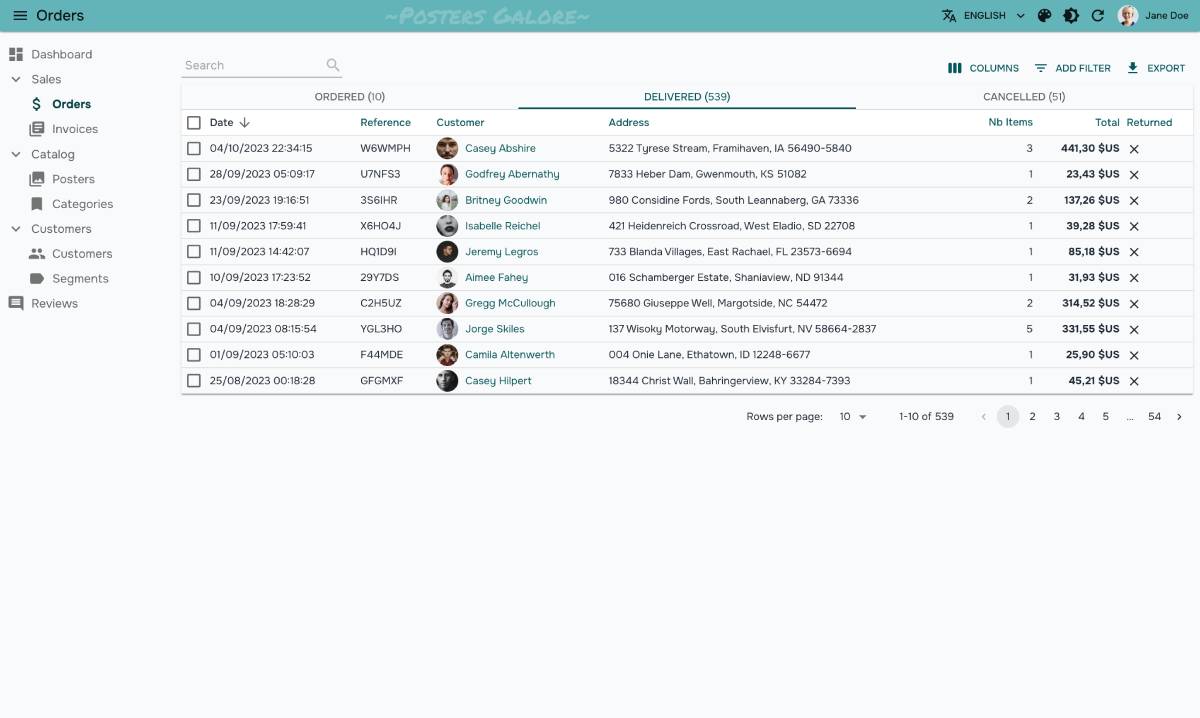 Orders ~Posters Galore~ ENGLISH Jane Doe
Dashboard
Sales
Orders
Invoices
Catalog
Posters
Categories
Customers
Customers
Segments
Reviews
Search
COLUMNS ADD FILTER EXPORT
ORDERED (10) DELIVERED (539) CANCELLED (51)
Date Reference Customer Address Nb Items Total Returned
04/10/2023 22:34:15 W6WMPH Casey Abshire 5322 Tyrese Stream, Framihaven, IA 56490-5840 3 441,30 $US
28/09/2023 05:09:17 U7NFS3 Godfrey Abernathy 7833 Heber Dam, Gwenmouth, KS 51082 1 23,43 $US
23/09/2023 19:16:51 3S6IHR Britney Goodwin 980 Considine Fords, South Leannaberg, GA 73336 2 137,26 $US
11/09/2023 17:59:41 X6HO4J Isabelle Reichel 421 Heidenreich Crossroad, West Eladio, SD 22708 1 39,28 $US
11/09/2023 14:42:07 HQ1D9I Jeremy Legros 733 Blanda Villages, East Rachael, FL 23573-6694 1 85,18 $US
10/09/2023 17:23:52 29Y7DS Aimee Fahey 016 Schamberger Estate, Shaniaview, ND 91344 1 31,93 $US
04/09/2023 18:28:29 C2H5UZ Gregg McCullough 75680 Giuseppe Well, Margotside, NC 54472 2 314,52 $US
04/09/2023 08:15:54 YGL3HO Jorge Skiles 137 Wisoky Motorway, South Elvisfurt, NV 58664-2837 5 331,55 $US
01/09/2023 05:10:03 F44MDE Camila Altenwerth 004 Onie Lane, Ethatown, ID 12248-6677 1 25,90 $US
25/08/2023 00:18:28 GFGMXF Casey Hilpert 18344 Christ Wall, Bahringerview, KY 33284-7393 1 45,21 $US
Rows per page: 10 1-10 of 539 1 2 3 4 5 … 54